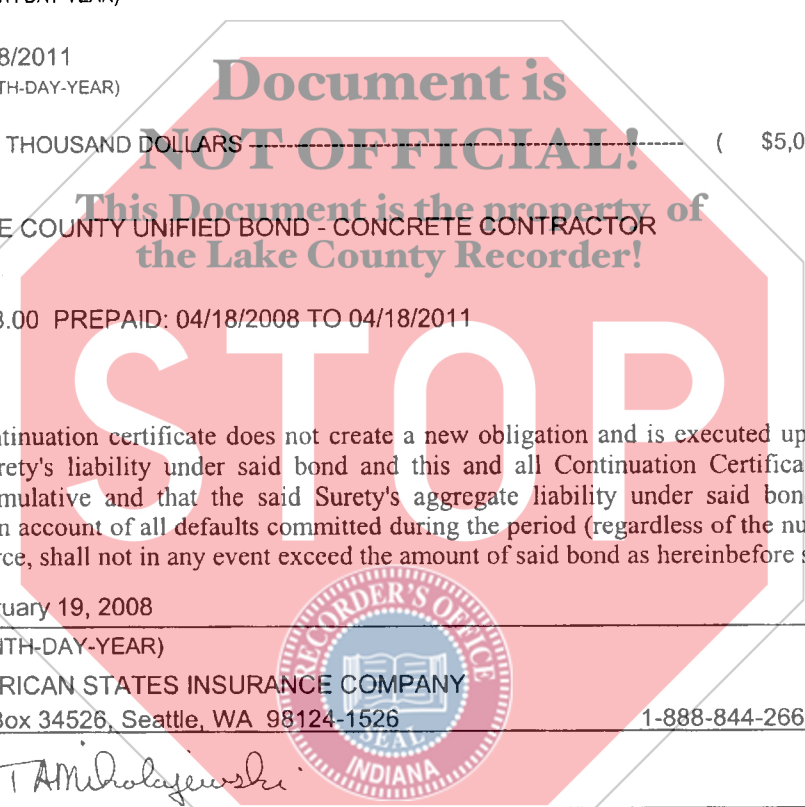 8/2011
TH-DAY-YEAR)
Document is
THOUSAND DOLLARS ---------------------------------------------------------------- ( $5,0
NOT OFFICIAL!
This Document is the property of
E COUNTY UNIFIED BOND - CONCRETE CONTRACTOR
the Lake County Recorder!
.00 PREPAID: 04/18/2008 TO 04/18/2011
STOP
ntinuation certificate does not create a new obligation and is executed up
rety's liability under said bond and this and all Continuation Certifica
mulative and that the said Surety's aggregate liability under said bon
n account of all defaults committed during the period (regardless of the nu
rce, shall not in any event exceed the amount of said bond as hereinbefore s
ruary 19, 2008
NTH-DAY-YEAR)
RICAN STATES INSURANCE COMPANY
Box 34526, Seattle, WA 98124-1526 1-888-844-266
RECORDER'S OFFICE
SEAL
INDIANA
TAMikolajewski